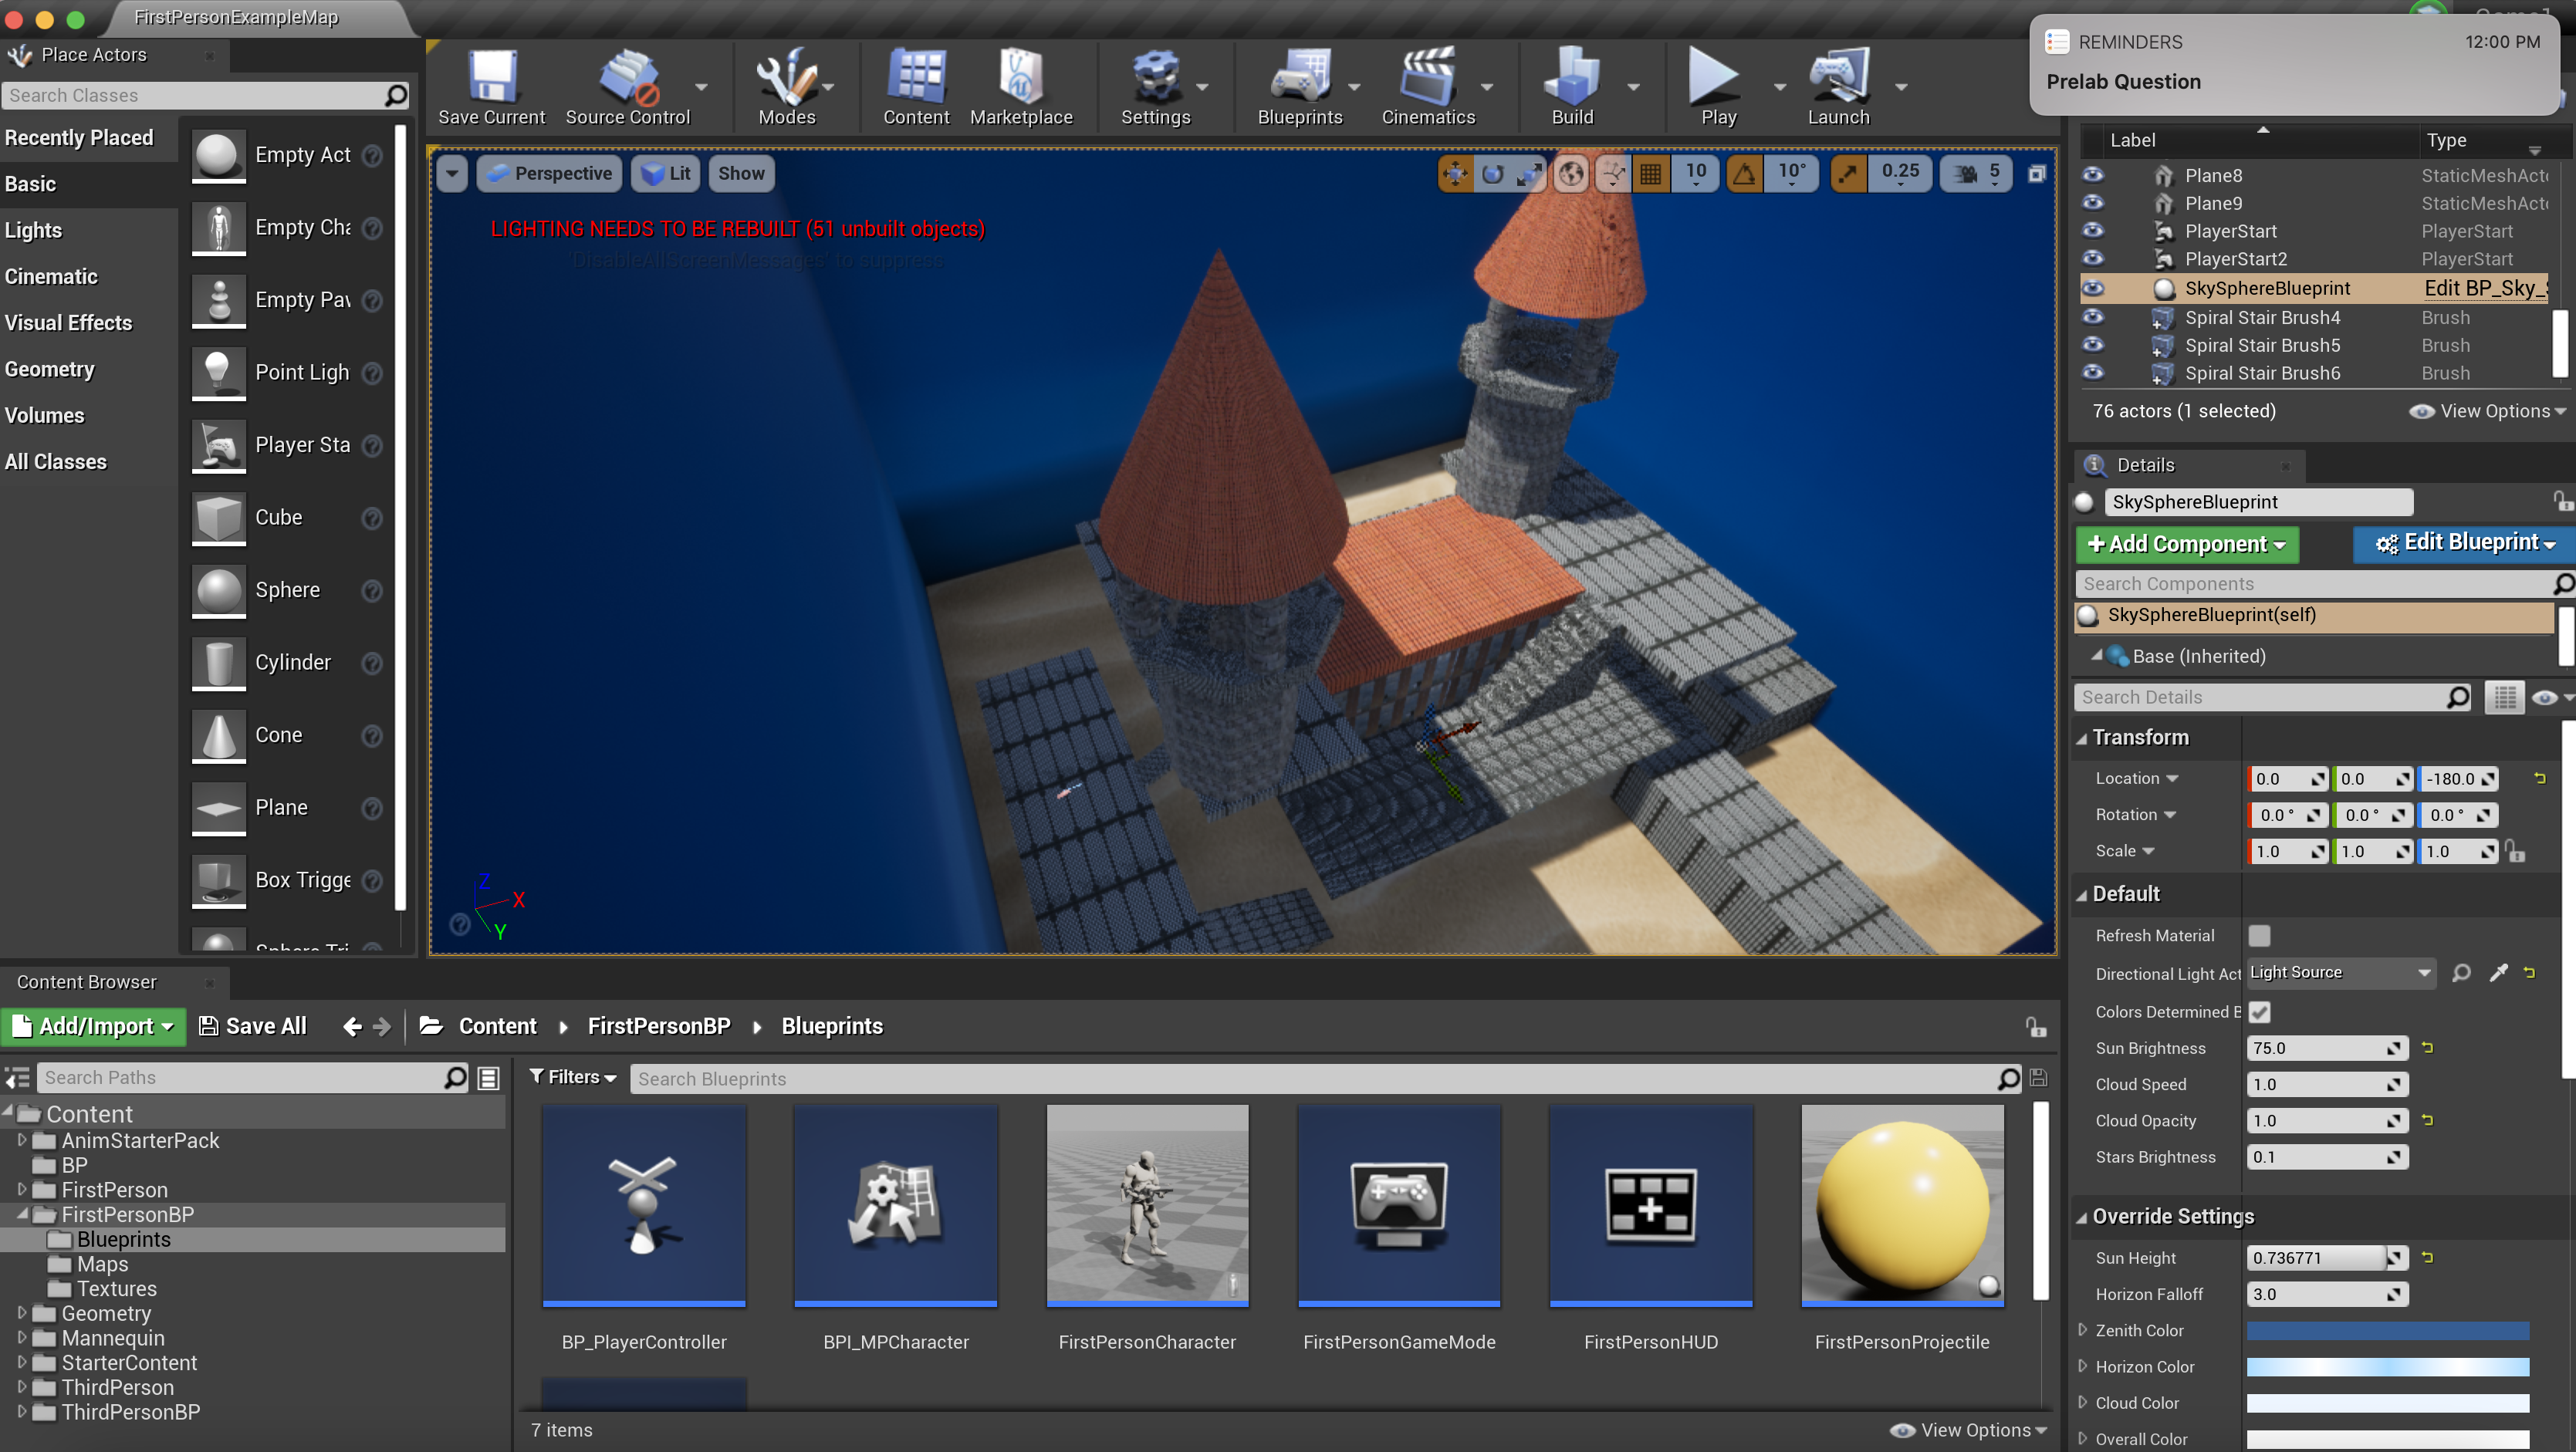 FirstPersonExampleMap
REMINDERS
12:00 PM
Prelab Question
Place Actors
Search Classes
Recently Placed
Basic
Lights
Cinematic
Visual Effects
Geometry
Volumes
All Classes
Empty Act
Empty Cha
Empty Pav
Point Ligh
Player Sta
Cube
Sphere
Cylinder
Cone
Plane
Box Trigge
Save Current
Source Control
Modes
Content
Marketplace
Settings
Blueprints
Cinematics
Build
Play
Launch
Perspective
Lit
Show
10
10°
0.25
5
LIGHTING NEEDS TO BE REBUILT (51 unbuilt objects)
'DisableAllScreenMessages' to suppress
Z
X
Y
Label
Type
Plane8 StaticMeshAct
Plane9 StaticMeshAct
PlayerStart PlayerStart
PlayerStart2 PlayerStart
SkySphereBlueprint Edit BP_Sky_S
Spiral Stair Brush4 Brush
Spiral Stair Brush5 Brush
Spiral Stair Brush6 Brush
76 actors (1 selected)
View Options
Details
SkySphereBlueprint
+ Add Component
Edit Blueprint
Search Components
SkySphereBlueprint(self)
Base (Inherited)
Search Details
Transform
Location 0.0 0.0 -180.0
Rotation 0.0 ° 0.0 ° 0.0 °
Scale 1.0 1.0 1.0
Default
Refresh Material
Directional Light Act Light Source
Colors Determined B
Sun Brightness 75.0
Cloud Speed 1.0
Cloud Opacity 1.0
Stars Brightness 0.1
Override Settings
Sun Height 0.736771
Horizon Falloff 3.0
Zenith Color
Horizon Color
Cloud Color
Overall Color
Content Browser
Add/Import
Save All
Content
FirstPersonBP
Blueprints
Search Paths
Content
AnimStarterPack
BP
FirstPerson
FirstPersonBP
Blueprints
Maps
Textures
Geometry
Mannequin
StarterContent
ThirdPerson
ThirdPersonBP
Filters
Search Blueprints
BP_PlayerController
BPI_MPCharacter
FirstPersonCharacter
FirstPersonGameMode
FirstPersonHUD
FirstPersonProjectile
7 items
View Options